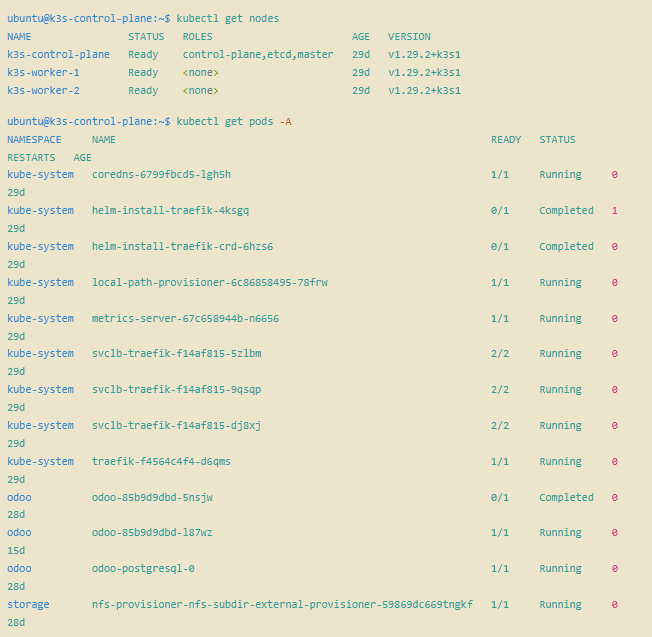 ubuntu@k3s-control-plane:~$ kubectl get nodes
NAME STATUS ROLES AGE VERSION
k3s-control-plane Ready control-plane,etcd,master 29d v1.29.2+k3s1
k3s-worker-1 Ready <none> 29d v1.29.2+k3s1
k3s-worker-2 Ready <none> 29d v1.29.2+k3s1
ubuntu@k3s-control-plane:~$ kubectl get pods -A
NAMESPACE NAME READY STATUS
RESTARTS AGE
kube-system coredns-6799fbcd5-lgh5h 1/1 Running 0
29d
kube-system helm-install-traefik-4ksgq 0/1 Completed 1
29d
kube-system helm-install-traefik-crd-6hzs6 0/1 Completed 0
29d
kube-system local-path-provisioner-6c86858495-78frw 1/1 Running 0
29d
kube-system metrics-server-67c658944b-n6656 1/1 Running 0
29d
kube-system svclb-traefik-f14af815-5zlbm 2/2 Running 0
29d
kube-system svclb-traefik-f14af815-9qsqp 2/2 Running 0
29d
kube-system svclb-traefik-f14af815-dj8xj 2/2 Running 0
29d
kube-system traefik-f4564c4f4-d6qms 1/1 Running 0
29d
odoo odoo-85b9d9dbd-5nsjw 0/1 Completed 0
28d
odoo odoo-85b9d9dbd-l87wz 1/1 Running 0
15d
odoo odoo-postgresql-0 1/1 Running 0
28d
storage nfs-provisioner-nfs-subdir-external-provisioner-59869dc669tngkf 1/1 Running 0
28d